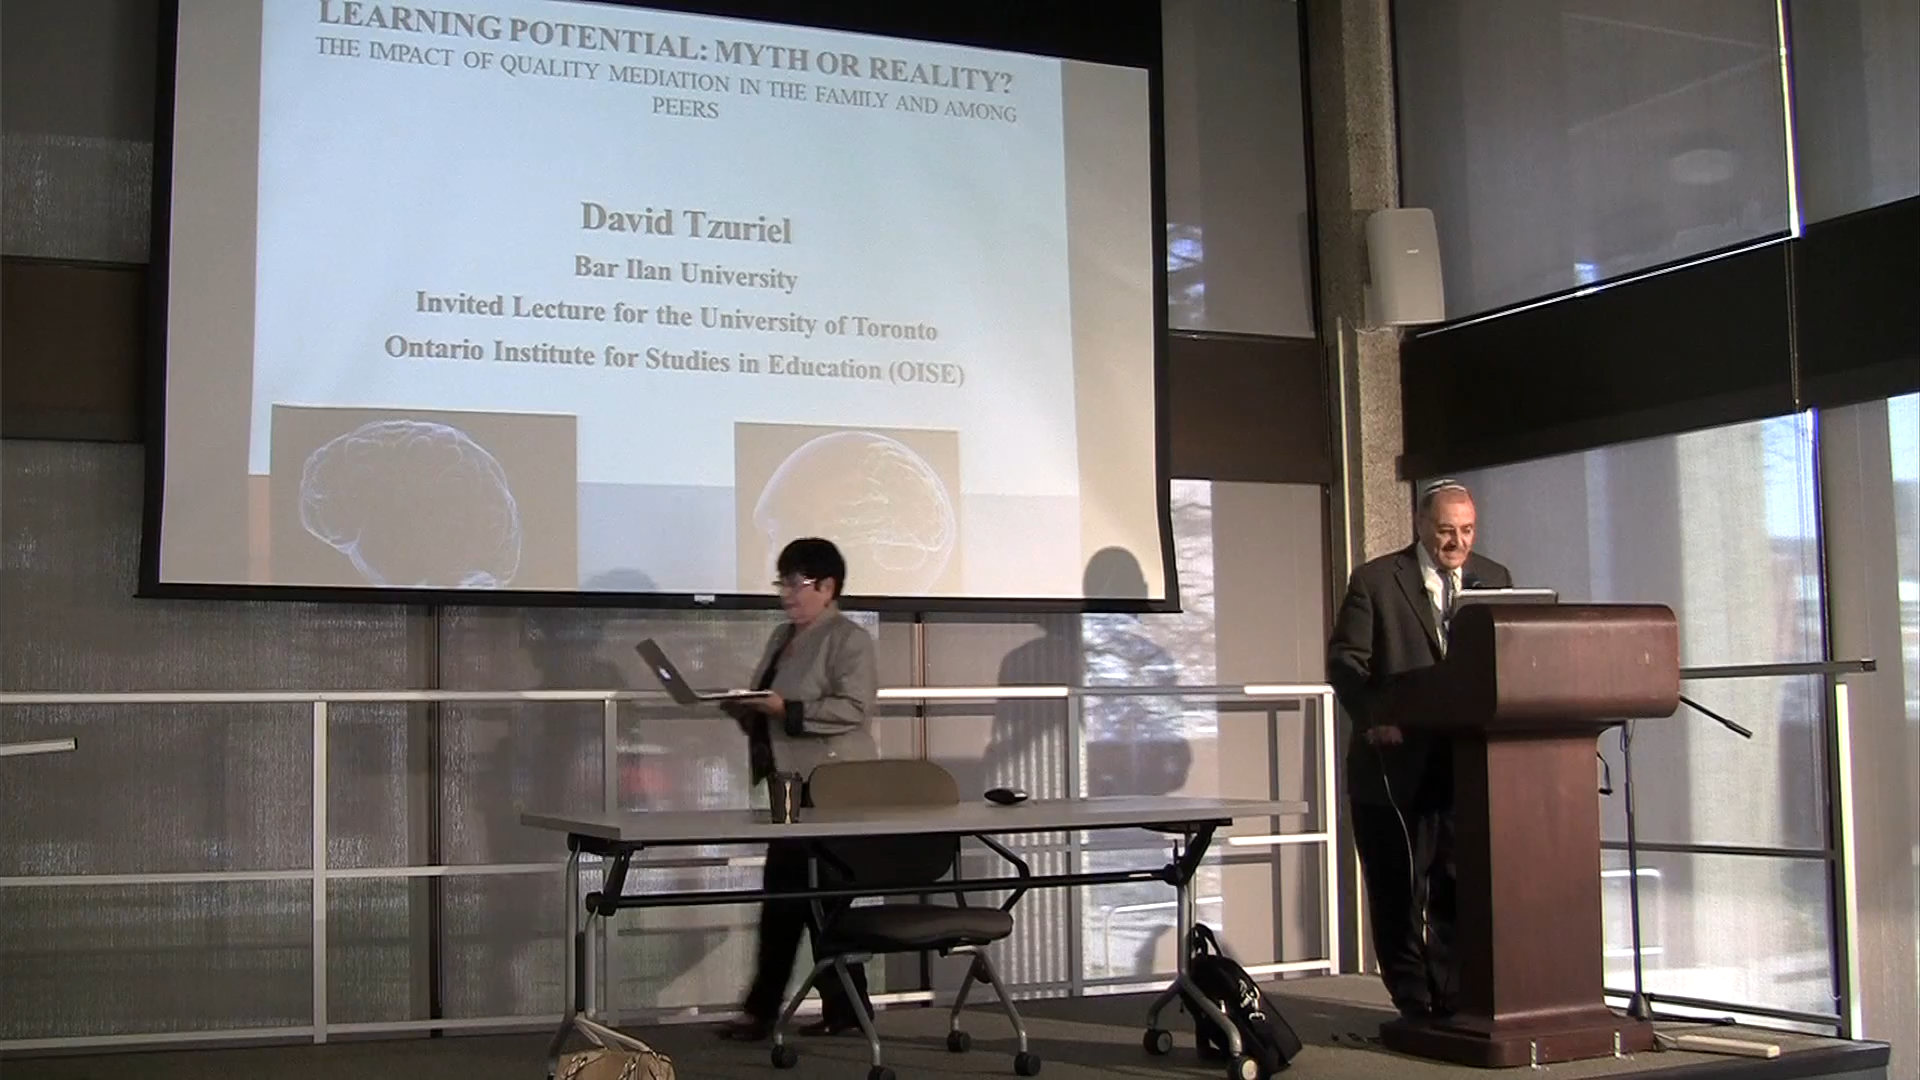 LEARNING POTENTIAL: MYTH OR REALITY?
THE IMPACT OF QUALITY MEDIATION IN THE FAMILY AND AMONG
PEERS
David Tzuriel
Bar Ilan University
Invited Lecture for the University of Toronto
Ontario Institute for Studies in Education (OISE)